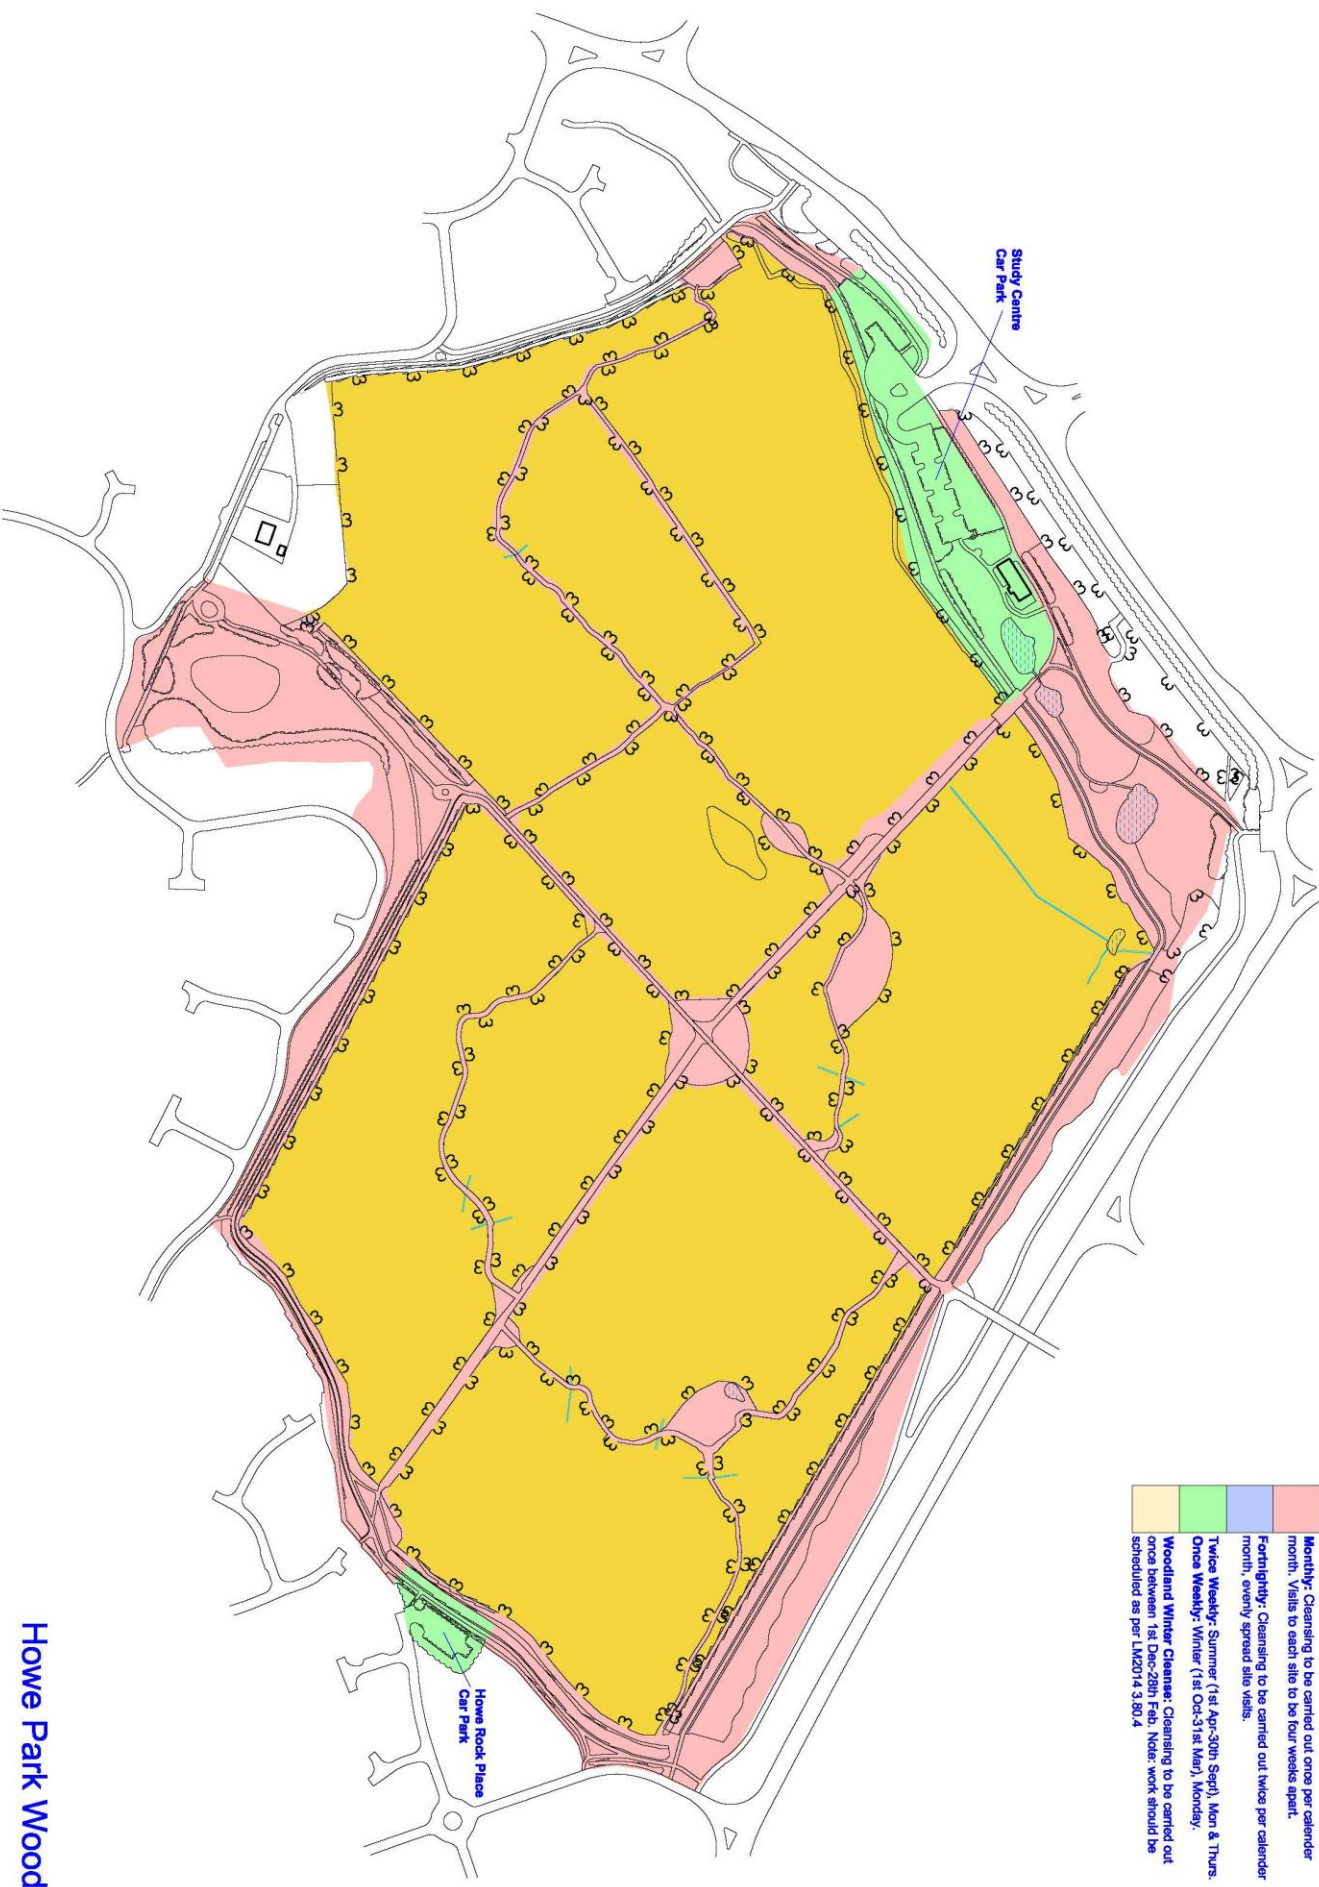 Monthly: Cleansing to be carried out once per calender
month. Visits to each site to be four weeks apart.
Fortnightly: Cleansing to be carried out twice per calender
month, evenly spread site visits.
Twice Weekly: Summer (1st Apr-30th Sept), Mon & Thurs.
Once Weekly: Winter (1st Oct-31st Mar), Monday.
Woodland Winter Cleanse: Cleansing to be carried out
once between 1st Dec-28th Feb. Note: work should be
scheduled as per LM2014 3.80.4
Study Centre
Car Park
Howe Rock Place
Car Park
Howe Park Wood